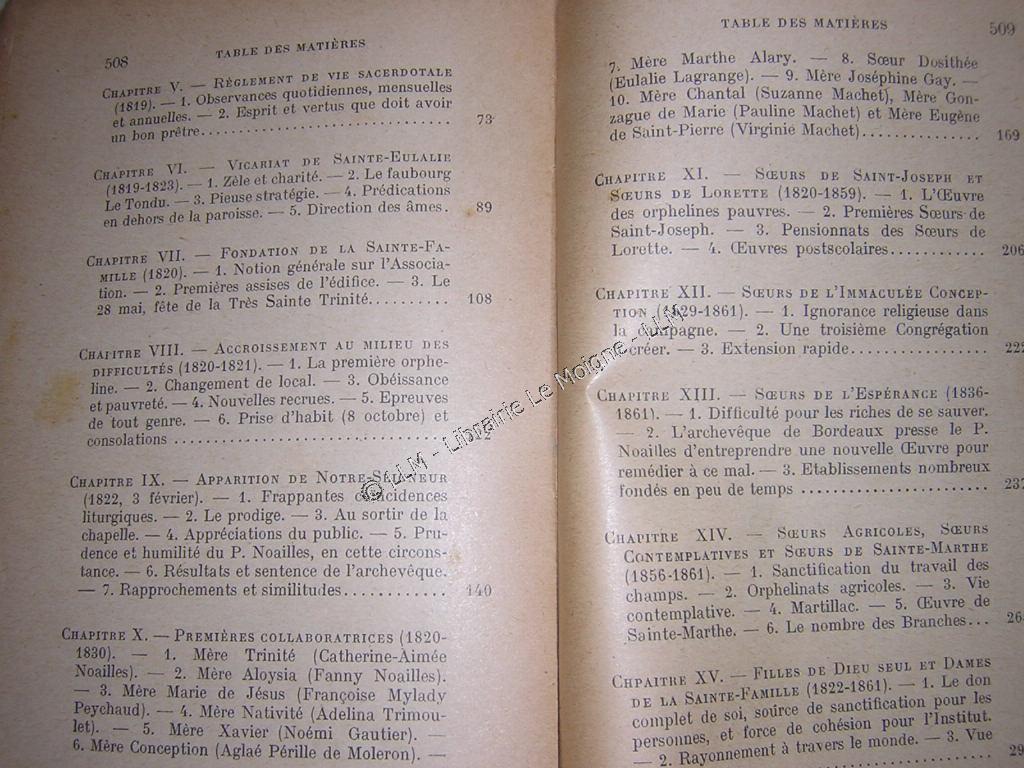 508 TABLE DES MATIÈRES
CHAPITRE V. — RÈGLEMENT DE VIE SACERDOTALE
(1819). — 1. Observances quotidiennes, mensuelles
et annuelles. — 2. Esprit et vertus que doit avoir
un bon prêtre.............................. 73
CHAPITRE VI. — VICARIAT DE SAINTE-EULALIE
(1819-1823). — 1. Zèle et charité. — 2. Le faubourg
Le Tondu. — 3. Pieuse stratégie. — 4. Prédications
en dehors de la paroisse. — 5. Direction des âmes. 89
CHAPITRE VII. — FONDATION DE LA SAINTE-FA-
MILLE (1820). — 1. Notion générale sur l'Associa-
tion. — 2. Premières assises de l'édifice. — 3. Le
28 mai, fête de la Très Sainte Trinité.......... 108
CHAPITRE VIII. — ACCROISSEMENT AU MILIEU DES
DIFFICULTÉS (1820-1821). — 1. La première orphe-
line. — 2. Changement de local. — 3. Obéissance
et pauvreté. — 4. Nouvelles recrues. — 5. Epreuves
de tout genre. — 6. Prise d'habit (8 octobre) et
consolations ..............................
CHAPITRE IX. — APPARITION DE NOTRE-SEIGNEUR
(1822, 3 février). — 1. Frappantes coïncidences
liturgiques. — 2. Le prodige. — 3. Au sortir de la
chapelle. — 4. Appréciations du public. — 5. Pru-
dence et humilité du P. Noailles, en cette circons-
tance. — 6. Résultats et sentence de l'archevêque.
— 7. Rapprochements et similitudes............ 140
CHAPITRE X. — PREMIÈRES COLLABORATRICES (1820-
1830). — 1. Mère Trinité (Catherine-Aimée
Noailles). — 2. Mère Aloysia (Fanny Noailles).
— 3. Mère Marie de Jésus (Françoise Mylady
Peychaud). — 4. Mère Nativité (Adelina Trimou-
let). — 5. Mère Xavier (Noémi Gautier). —
6. Mère Conception (Aglaé Pérille de Moleron). —
TABLE DES MATIÈRES 509
7. Mère Marthe Alary. — 8. Sœur Dosithée
(Eulalie Lagrange). — 9. Mère Joséphine Gay. —
10. Mère Chantal (Suzanne Machet), Mère Gon-
zague de Marie (Pauline Machet) et Mère Eugène
de Saint-Pierre (Virginie Machet)............... 169
CHAPITRE XI. — SŒURS DE SAINT-JOSEPH ET
SŒURS DE LORETTE (1820-1859). — 1. L'Œuvre
des orphelines pauvres. — 2. Premières Sœurs de
Saint-Joseph. — 3. Pensionnats des Sœurs de
Lorette. — 4. Œuvres postscolaires............ 206
CHAPITRE XII. — SŒURS DE L'IMMACULÉE CONCEP-
TION (1829-1861). — 1. Ignorance religieuse dans
la campagne. — 2. Une troisième Congrégation
à créer. — 3. Extension rapide................. 222
CHAPITRE XIII. — SŒURS DE L'ESPÉRANCE (1836-
1861). — 1. Difficulté pour les riches de se sauver.
— 2. L'archevêque de Bordeaux presse le P.
Noailles d'entreprendre une nouvelle Œuvre pour
remédier à ce mal. — 3. Etablissements nombreux
fondés en peu de temps ........................ 237
CHAPITRE XIV. — SŒURS AGRICOLES, SŒURS
CONTEMPLATIVES ET SŒURS DE SAINTE-MARTHE
(1856-1861). — 1. Sanctification du travail des
champs. — 2. Orphelinats agricoles. — 3. Vie
contemplative. — 4. Martillac. — 5. Œuvre de
Sainte-Marthe. — 6. Le nombre des Branches... 26
CHPAITRE XV. — FILLES DE DIEU SEUL ET DAMES
DE LA SAINTE-FAMILLE (1822-1861). — 1. Le don
complet de soi, source de sanctification pour les
personnes, et force de cohésion pour l'Institut.
— 2. Rayonnement à travers le monde. — 3. Vue
29
© LLM - Librairie Le Moigne - LLM